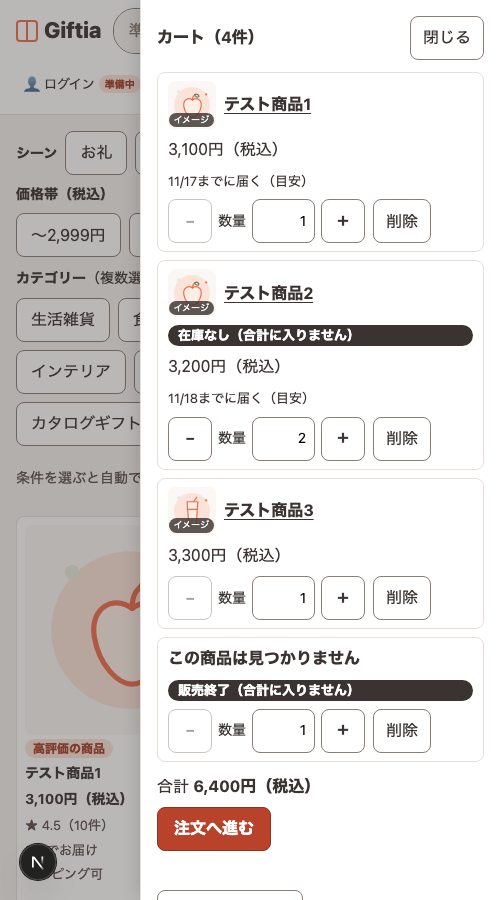 Giftia
カート（4件）
閉じる
ログイン 準備中
シーン お礼
価格帯（税込）
〜2,999円
カテゴリー（複数選
生活雑貨
インテリア
カタログギフト
条件を選ぶと自動で
高評価の商品
テスト商品1
3,100円（税込）
★ 4.5（10件）
でお届け
ピング可
N
イメージ
テスト商品1
3,100円（税込）
11/17までに届く（目安）
− 数量 1 + 削除
イメージ
テスト商品2
在庫なし（合計に入りません）
3,200円（税込）
11/18までに届く（目安）
− 数量 2 + 削除
イメージ
テスト商品3
3,300円（税込）
− 数量 1 + 削除
この商品は見つかりません
販売終了（合計に入りません）
− 数量 1 + 削除
合計 6,400円（税込）
注文へ進む